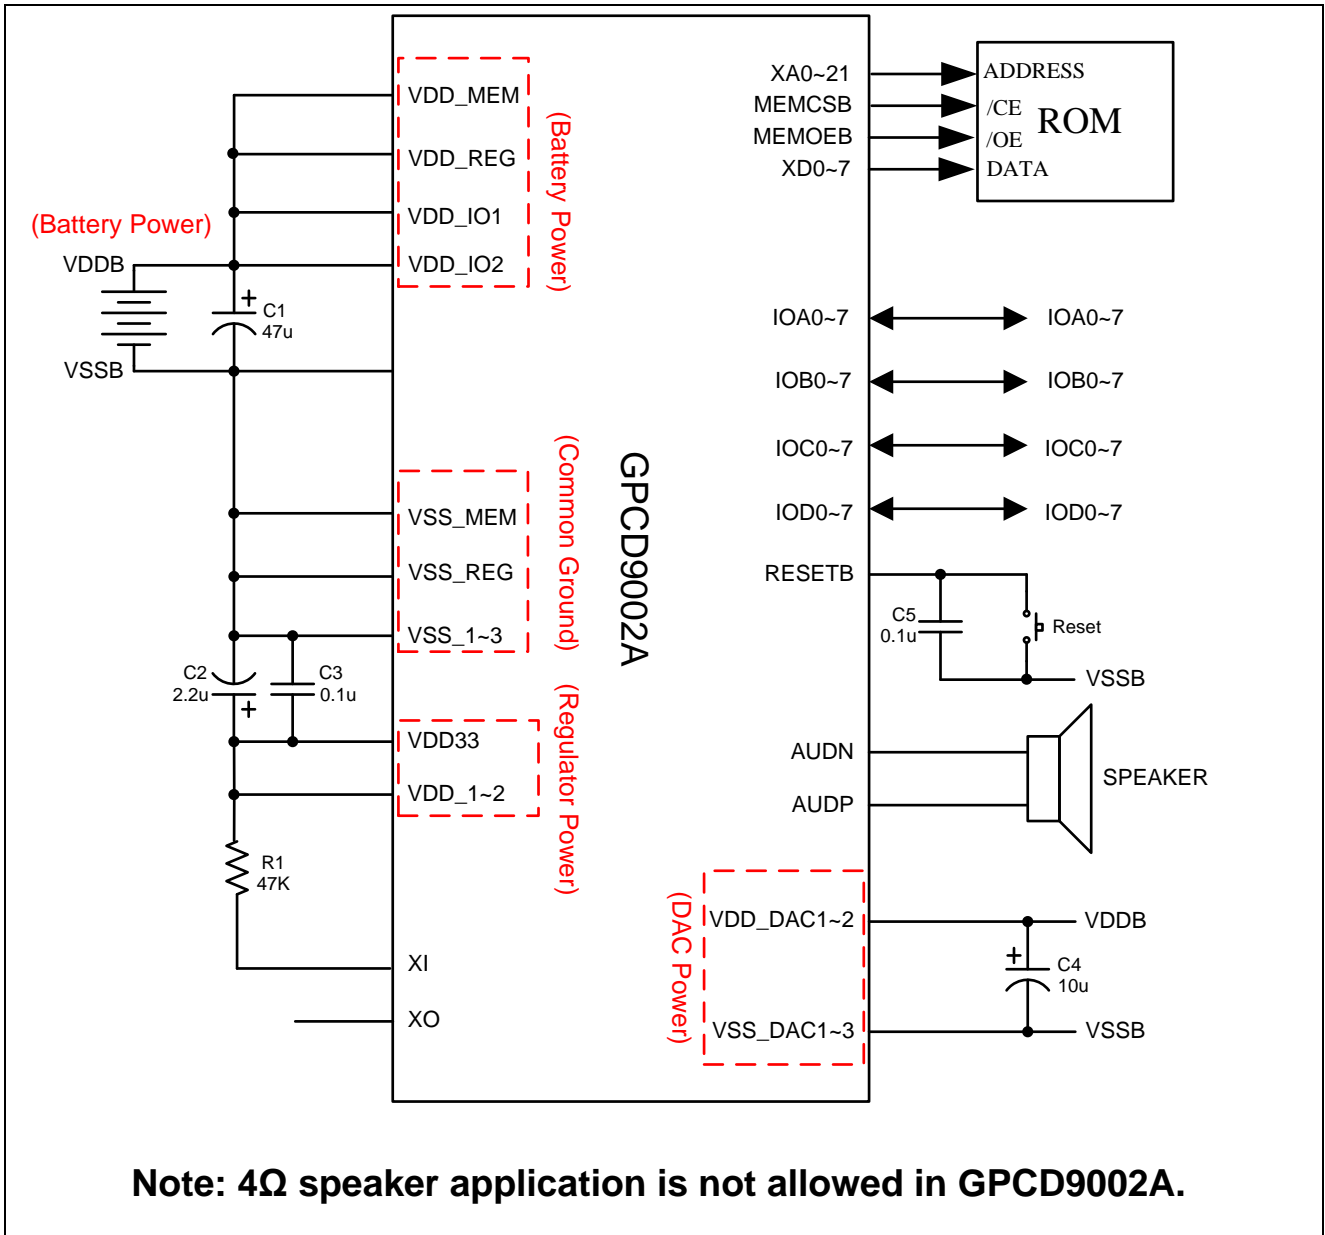 VDD_MEM
VDD_REG
VDD_IO1
VDD_IO2
(Battery Power)
(Battery Power)
VDDB
C1
47u
VSSB
VSS_MEM
VSS_REG
VSS_1~3
(Common Ground)
C2
2.2u
C3
0.1u
VDD33
VDD_1~2
(Regulator Power)
R1
47K
XI
XO
GPCD9002A
XA0~21
MEMCSB
MEMOEB
XD0~7
ADDRESS
/CE
/OE
DATA
ROM
IOA0~7
IOA0~7
IOB0~7
IOB0~7
IOC0~7
IOC0~7
IOD0~7
IOD0~7
RESETB
C5
0.1u
Reset
VSSB
AUDN
AUDP
SPEAKER
(DAC Power)
VDD_DAC1~2
VDDB
C4
10u
VSS_DAC1~3
VSSB
Note: 4Ω speaker application is not allowed in GPCD9002A.